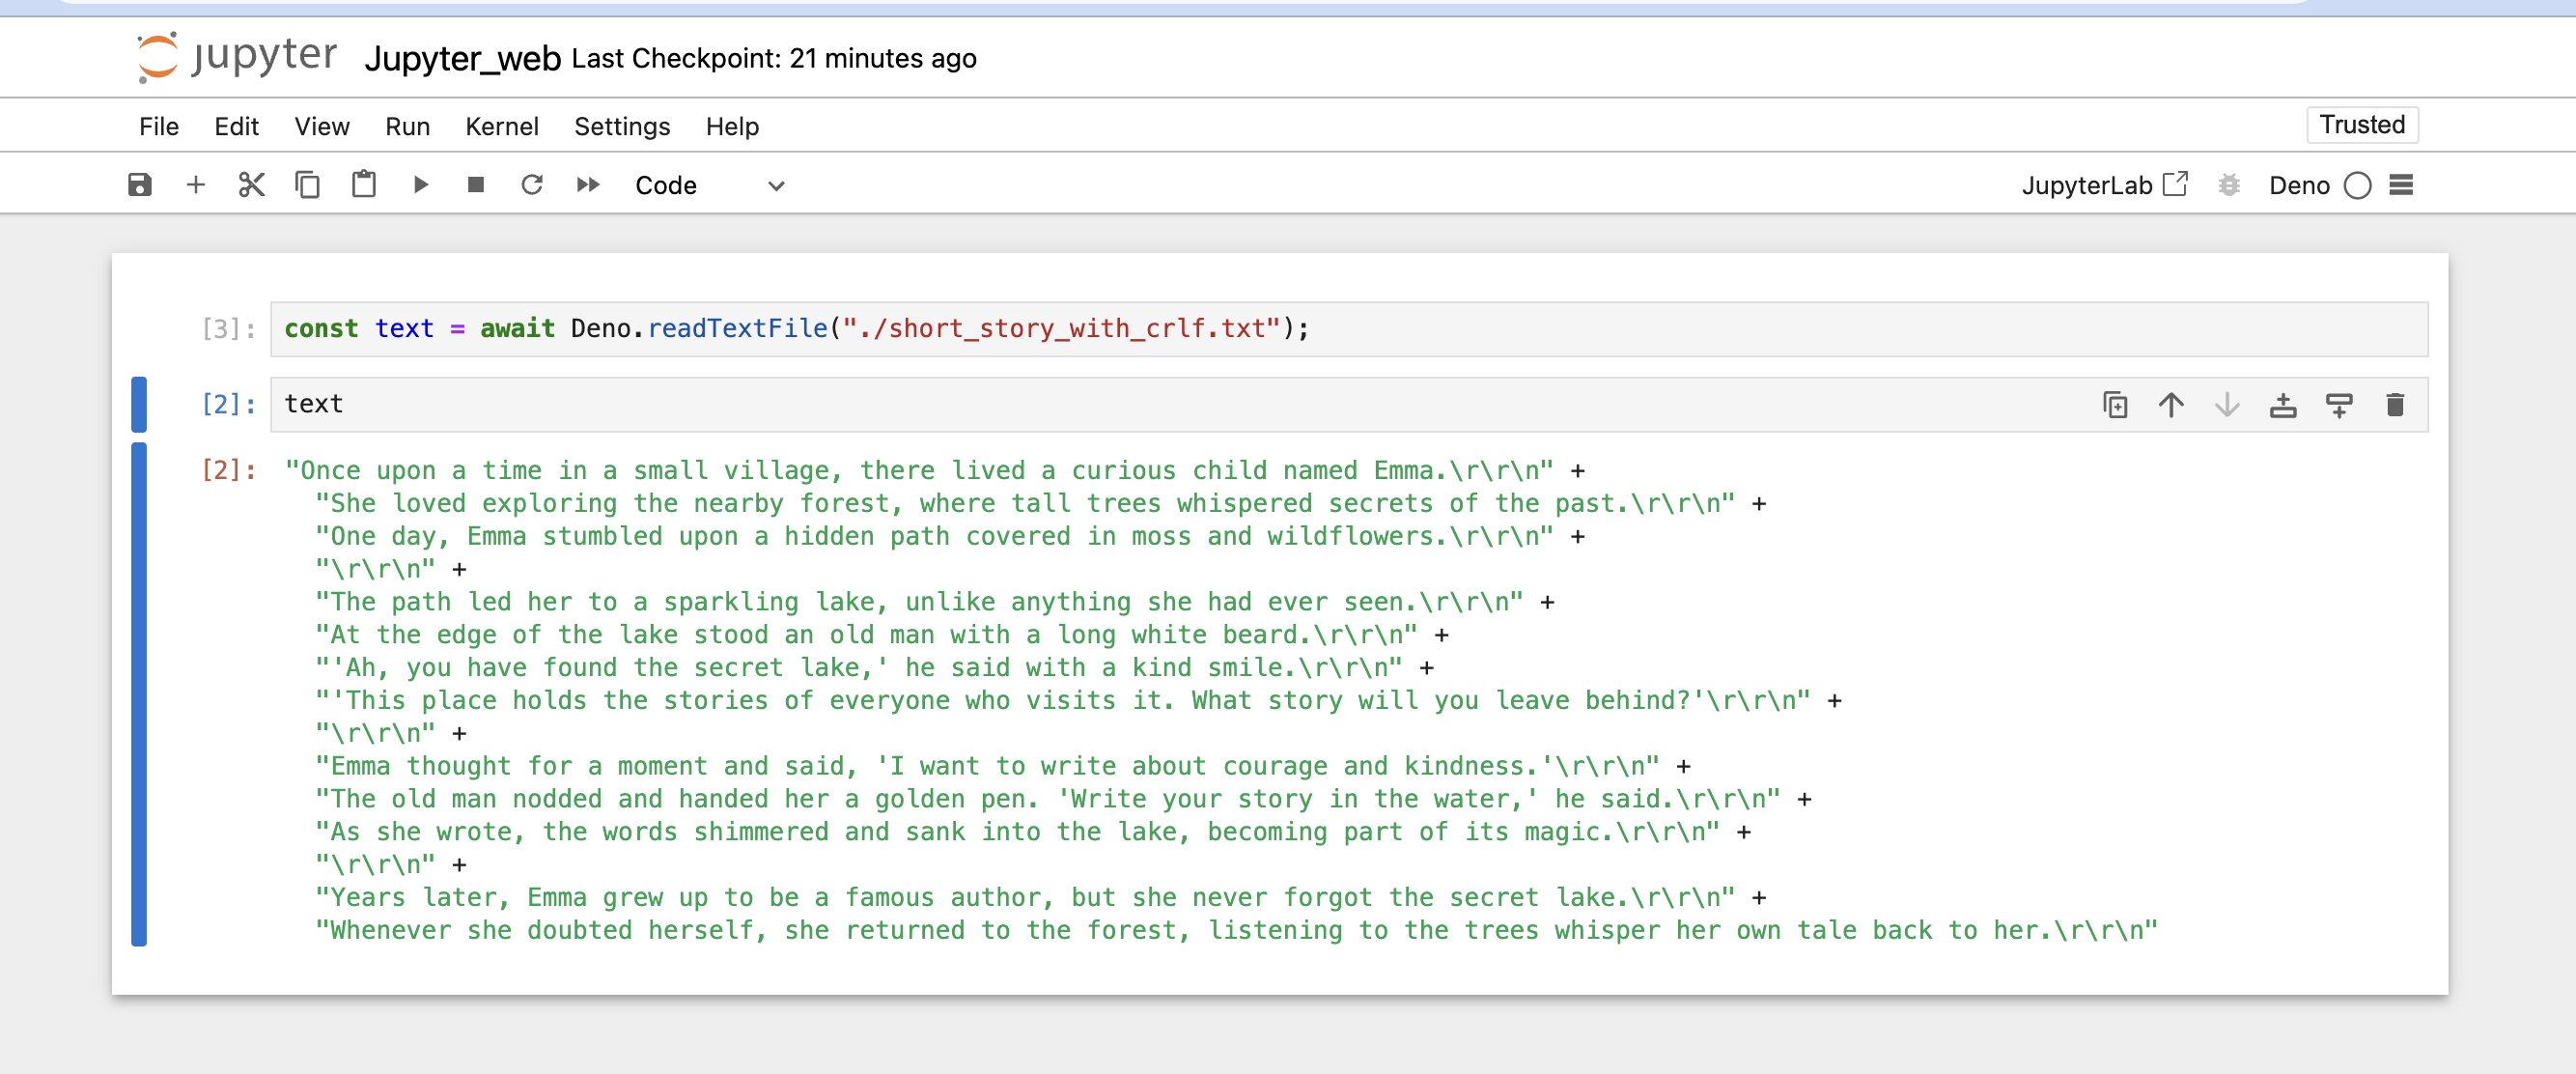 jupyter Jupyter_web Last Checkpoint: 21 minutes ago
File Edit View Run Kernel Settings Help Trusted
Code JupyterLab Deno
[3]: const text = await Deno.readTextFile("./short_story_with_crlf.txt");
[2]: text
[2]: "Once upon a time in a small village, there lived a curious child named Emma.\r\r\n" +
"She loved exploring the nearby forest, where tall trees whispered secrets of the past.\r\r\n" +
"One day, Emma stumbled upon a hidden path covered in moss and wildflowers.\r\r\n" +
"\r\r\n" +
"The path led her to a sparkling lake, unlike anything she had ever seen.\r\r\n" +
"At the edge of the lake stood an old man with a long white beard.\r\r\n" +
"'Ah, you have found the secret lake,' he said with a kind smile.\r\r\n" +
"'This place holds the stories of everyone who visits it. What story will you leave behind?'\r\r\n" +
"\r\r\n" +
"Emma thought for a moment and said, 'I want to write about courage and kindness.'\r\r\n" +
"The old man nodded and handed her a golden pen. 'Write your story in the water,' he said.\r\r\n" +
"As she wrote, the words shimmered and sank into the lake, becoming part of its magic.\r\r\n" +
"\r\r\n" +
"Years later, Emma grew up to be a famous author, but she never forgot the secret lake.\r\r\n" +
"Whenever she doubted herself, she returned to the forest, listening to the trees whisper her own tale back to her.\r\r\n"